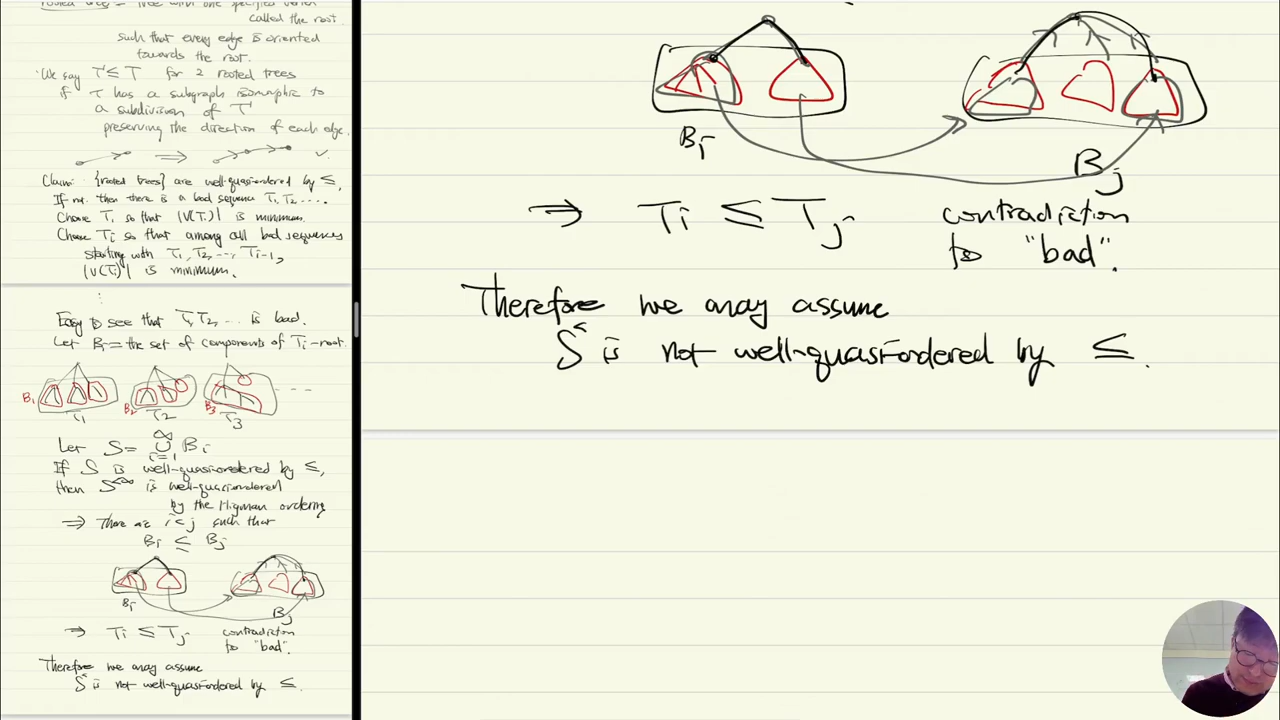 rooted trees = Tree with one specified vertex
called the root
such that every edge is oriented
towards the root.
We say T' ≤ T for 2 rooted trees
if T has a subgraph isomorphic to
a subdivision of T'
preserving the direction of each edge.
⇒ ✓.
Claim: {rooted trees} are well-quasi-ordered by ≤,
If not then there is a bad sequence T1, T2 ....
Choose T1 so that |V(T1)| is minimum.
Choose Ti so that among all bad sequences
starting with T1, T2, ..., Ti-1,
|V(Ti)| is minimum.
Easy to see that T1, T2, ... is bad.
Let Bi = the set of components of Ti-root.
B1 B2 B3 ---
T1 T2 T3
Let S = ∞∪i=1 Bi
If S is well-quasi-ordered by ≤,
then S<∞ is well-quasi-ordered
by the Higman ordering
⇒ There are i<j such that
Bi ≤ Bj
Bi Bj
⇒ Ti ≤ Tj contradiction
to "bad".
Therefore we may assume
S is not well-quasi-ordered by ≤.
Bi Bj
⇒ Ti ≤ Tj contradiction
to "bad".
Therefore we may assume
S is not well-quasi-ordered by ≤.